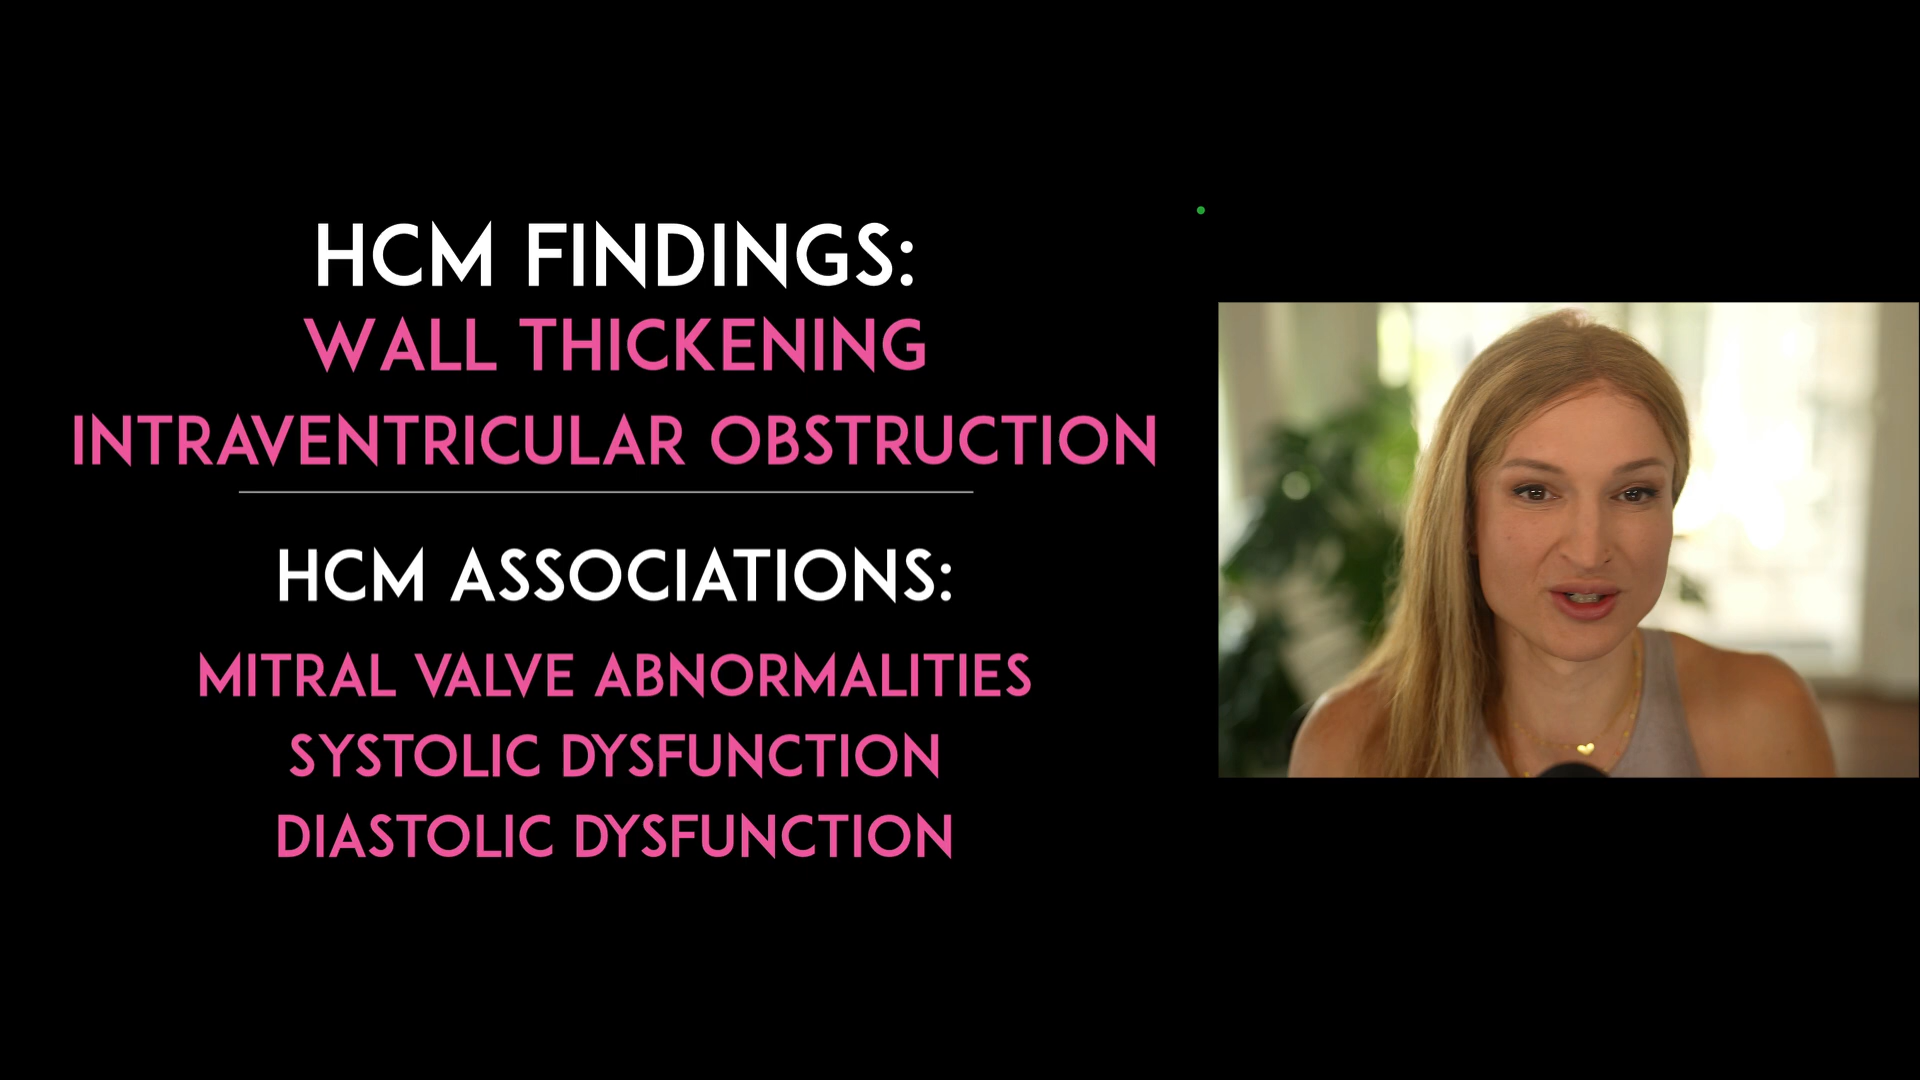 HCM FINDINGS:
WALL THICKENING
INTRAVENTRICULAR OBSTRUCTION
HCM ASSOCIATIONS:
MITRAL VALVE ABNORMALITIES
SYSTOLIC DYSFUNCTION
DIASTOLIC DYSFUNCTION